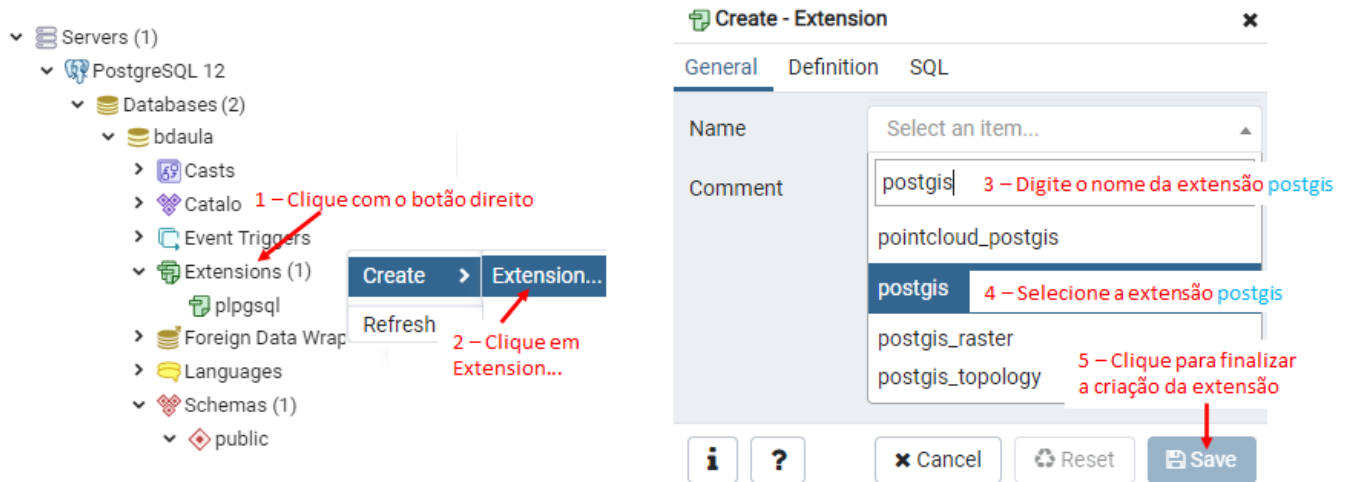 Servers (1)
PostgreSQL 12
Databases (2)
bdaula
Casts
Catalo
1 – Clique com o botão direito
Event Triggers
Extensions (1)
Create
Extension...
plpgsql
Refresh
Foreign Data Wrap
2 – Clique em
Extension...
Languages
Schemas (1)
public
Create - Extension
General Definition SQL
Name
Select an item...
Comment
postgis
3 – Digite o nome da extensão postgis
pointcloud_postgis
postgis
4 – Selecione a extensão postgis
postgis_raster
postgis_topology
5 – Clique para finalizar
a criação da extensão
i ? Cancel Reset Save